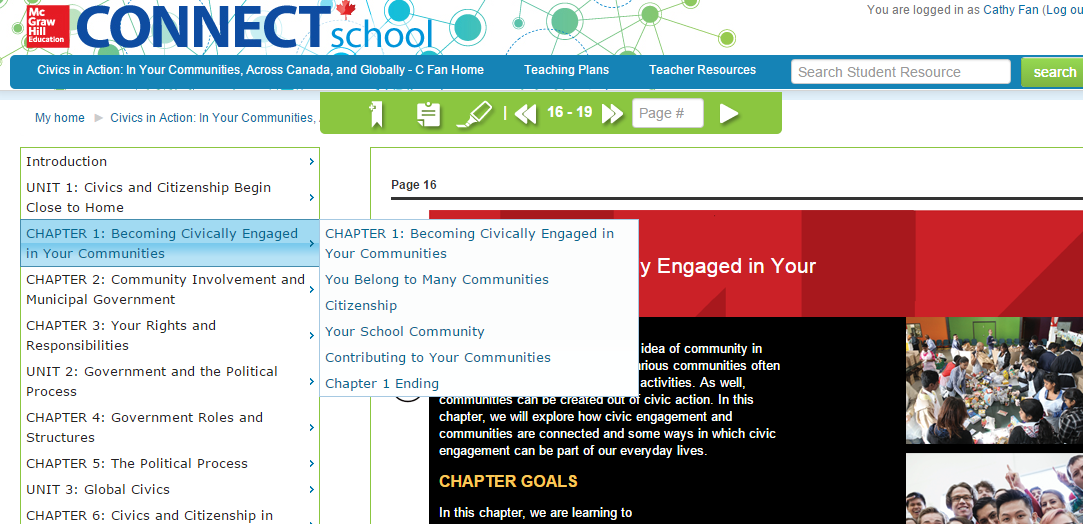 Mc
Graw
Hill
Education
CONNECT
school
You are logged in as Cathy Fan (Log ou
Civics in Action: In Your Communities, Across Canada, and Globally - C Fan Home
Teaching Plans
Teacher Resources
Search Student Resource
search
16 - 19
Page #
My home
Civics in Action: In Your Communities,
Introduction
UNIT 1: Civics and Citizenship Begin
Close to Home
CHAPTER 1: Becoming Civically Engaged
in Your Communities
CHAPTER 2: Community Involvement and
Municipal Government
CHAPTER 3: Your Rights and
Responsibilities
UNIT 2: Government and the Political
Process
CHAPTER 4: Government Roles and
Structures
CHAPTER 5: The Political Process
UNIT 3: Global Civics
CHAPTER 6: Civics and Citizenship in
CHAPTER 1: Becoming Civically Engaged in
Your Communities
You Belong to Many Communities
Citizenship
Your School Community
Contributing to Your Communities
Chapter 1 Ending
Page 16
y Engaged in Your
idea of community in
arious communities often
activities. As well,
communities can be created out of civic action. In this
chapter, we will explore how civic engagement and
communities are connected and some ways in which civic
engagement can be part of our everyday lives.
CHAPTER GOALS
In this chapter, we are learning to